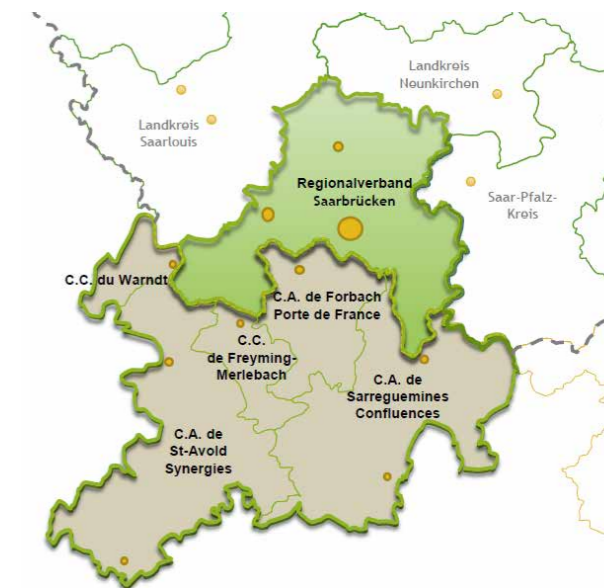 Landkreis
Neunkirchen
Landkreis
Saarlouis
Regionalverband
Saarbrücken
Saar-Pfalz-
Kreis
C.C. du Warndt
C.A. de Forbach
Porte de France
C.C.
de Freyming-
Merlebach
C.A. de
Sarreguemines
Confluences
C.A. de
St-Avold
Synergies